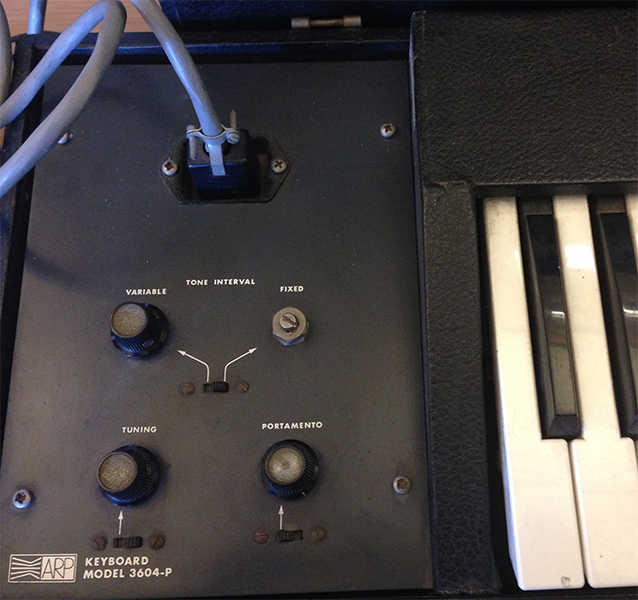 TONE INTERVAL
VARIABLE
FIXED
TUNING
PORTAMENTO
ARP
KEYBOARD
MODEL 3604-P